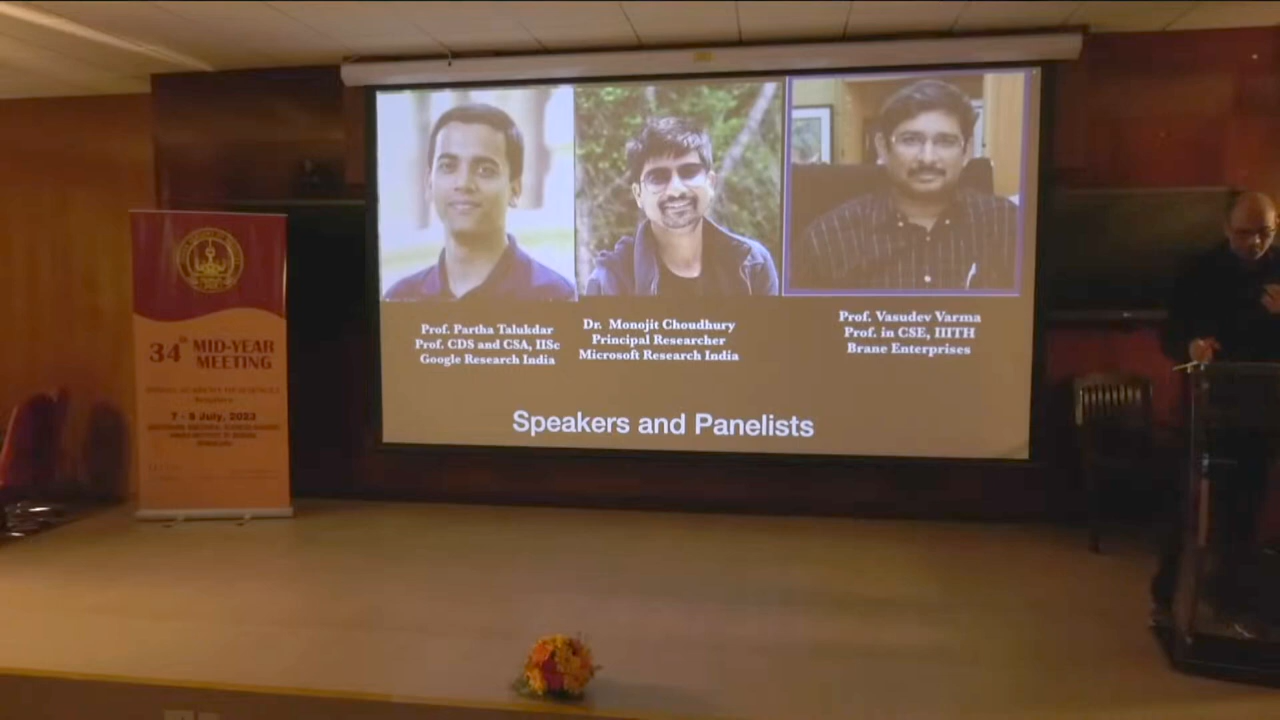 Prof. Partha Talukdar
Prof. CDS and CSA, IISc
Google Research India
Dr. Monojit Choudhury
Principal Researcher
Microsoft Research India
Prof. Vasudev Varma
Prof. in CSE, IIITH
Brane Enterprises
Speakers and Panelists
34th MID-YEAR
MEETING
7 - 8 July, 2023